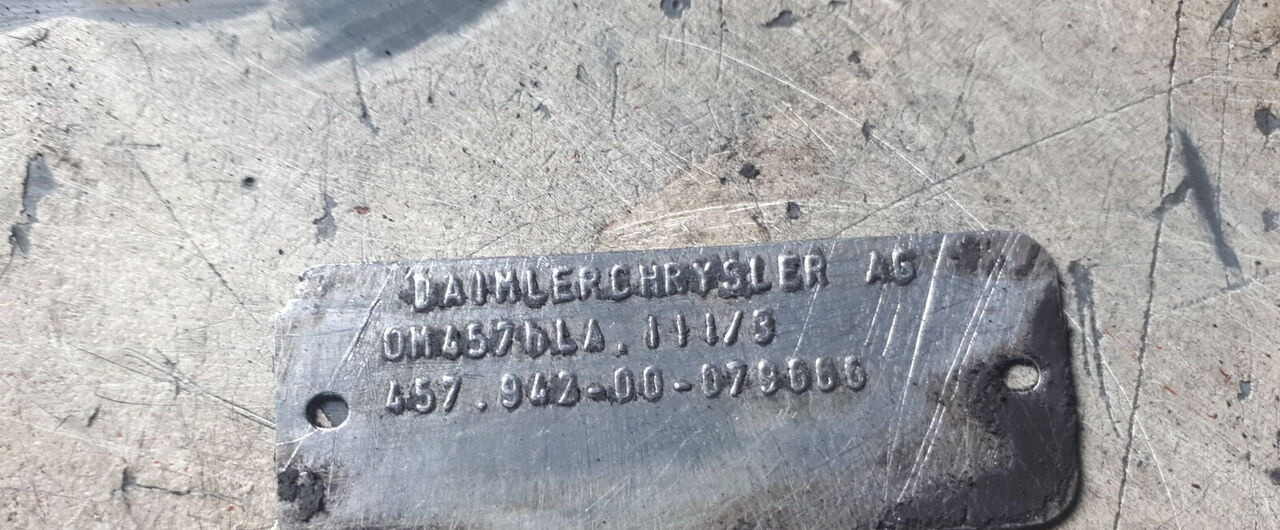 DAIMLERCHRYSLER AG
OM457hLA. III/3
457.942-00-079666